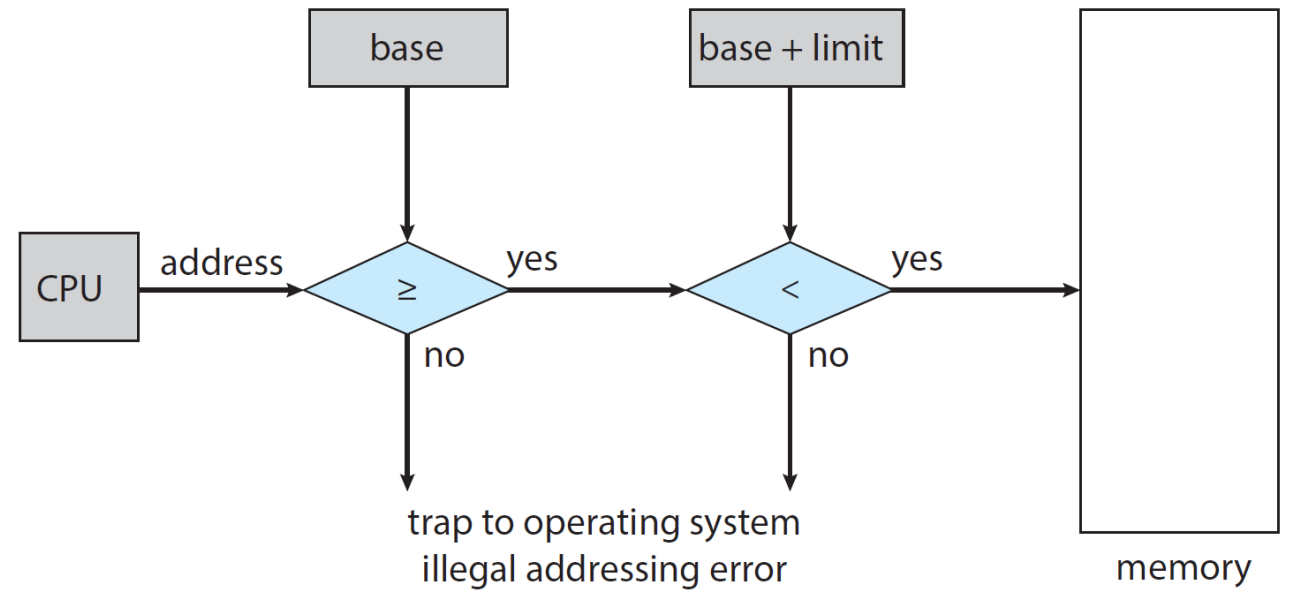 base
base + limit
CPU
address
≥
yes
<
yes
no
no
trap to operating system
illegal addressing error
memory